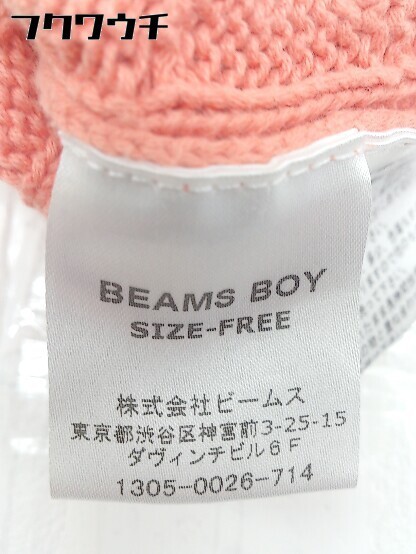 フクワウチ
BEAMS BOY
SIZE-FREE
株式会社ビームス
東京都渋谷区神宮前3-25-15
ダヴィンチビル6F
1305-0026-714